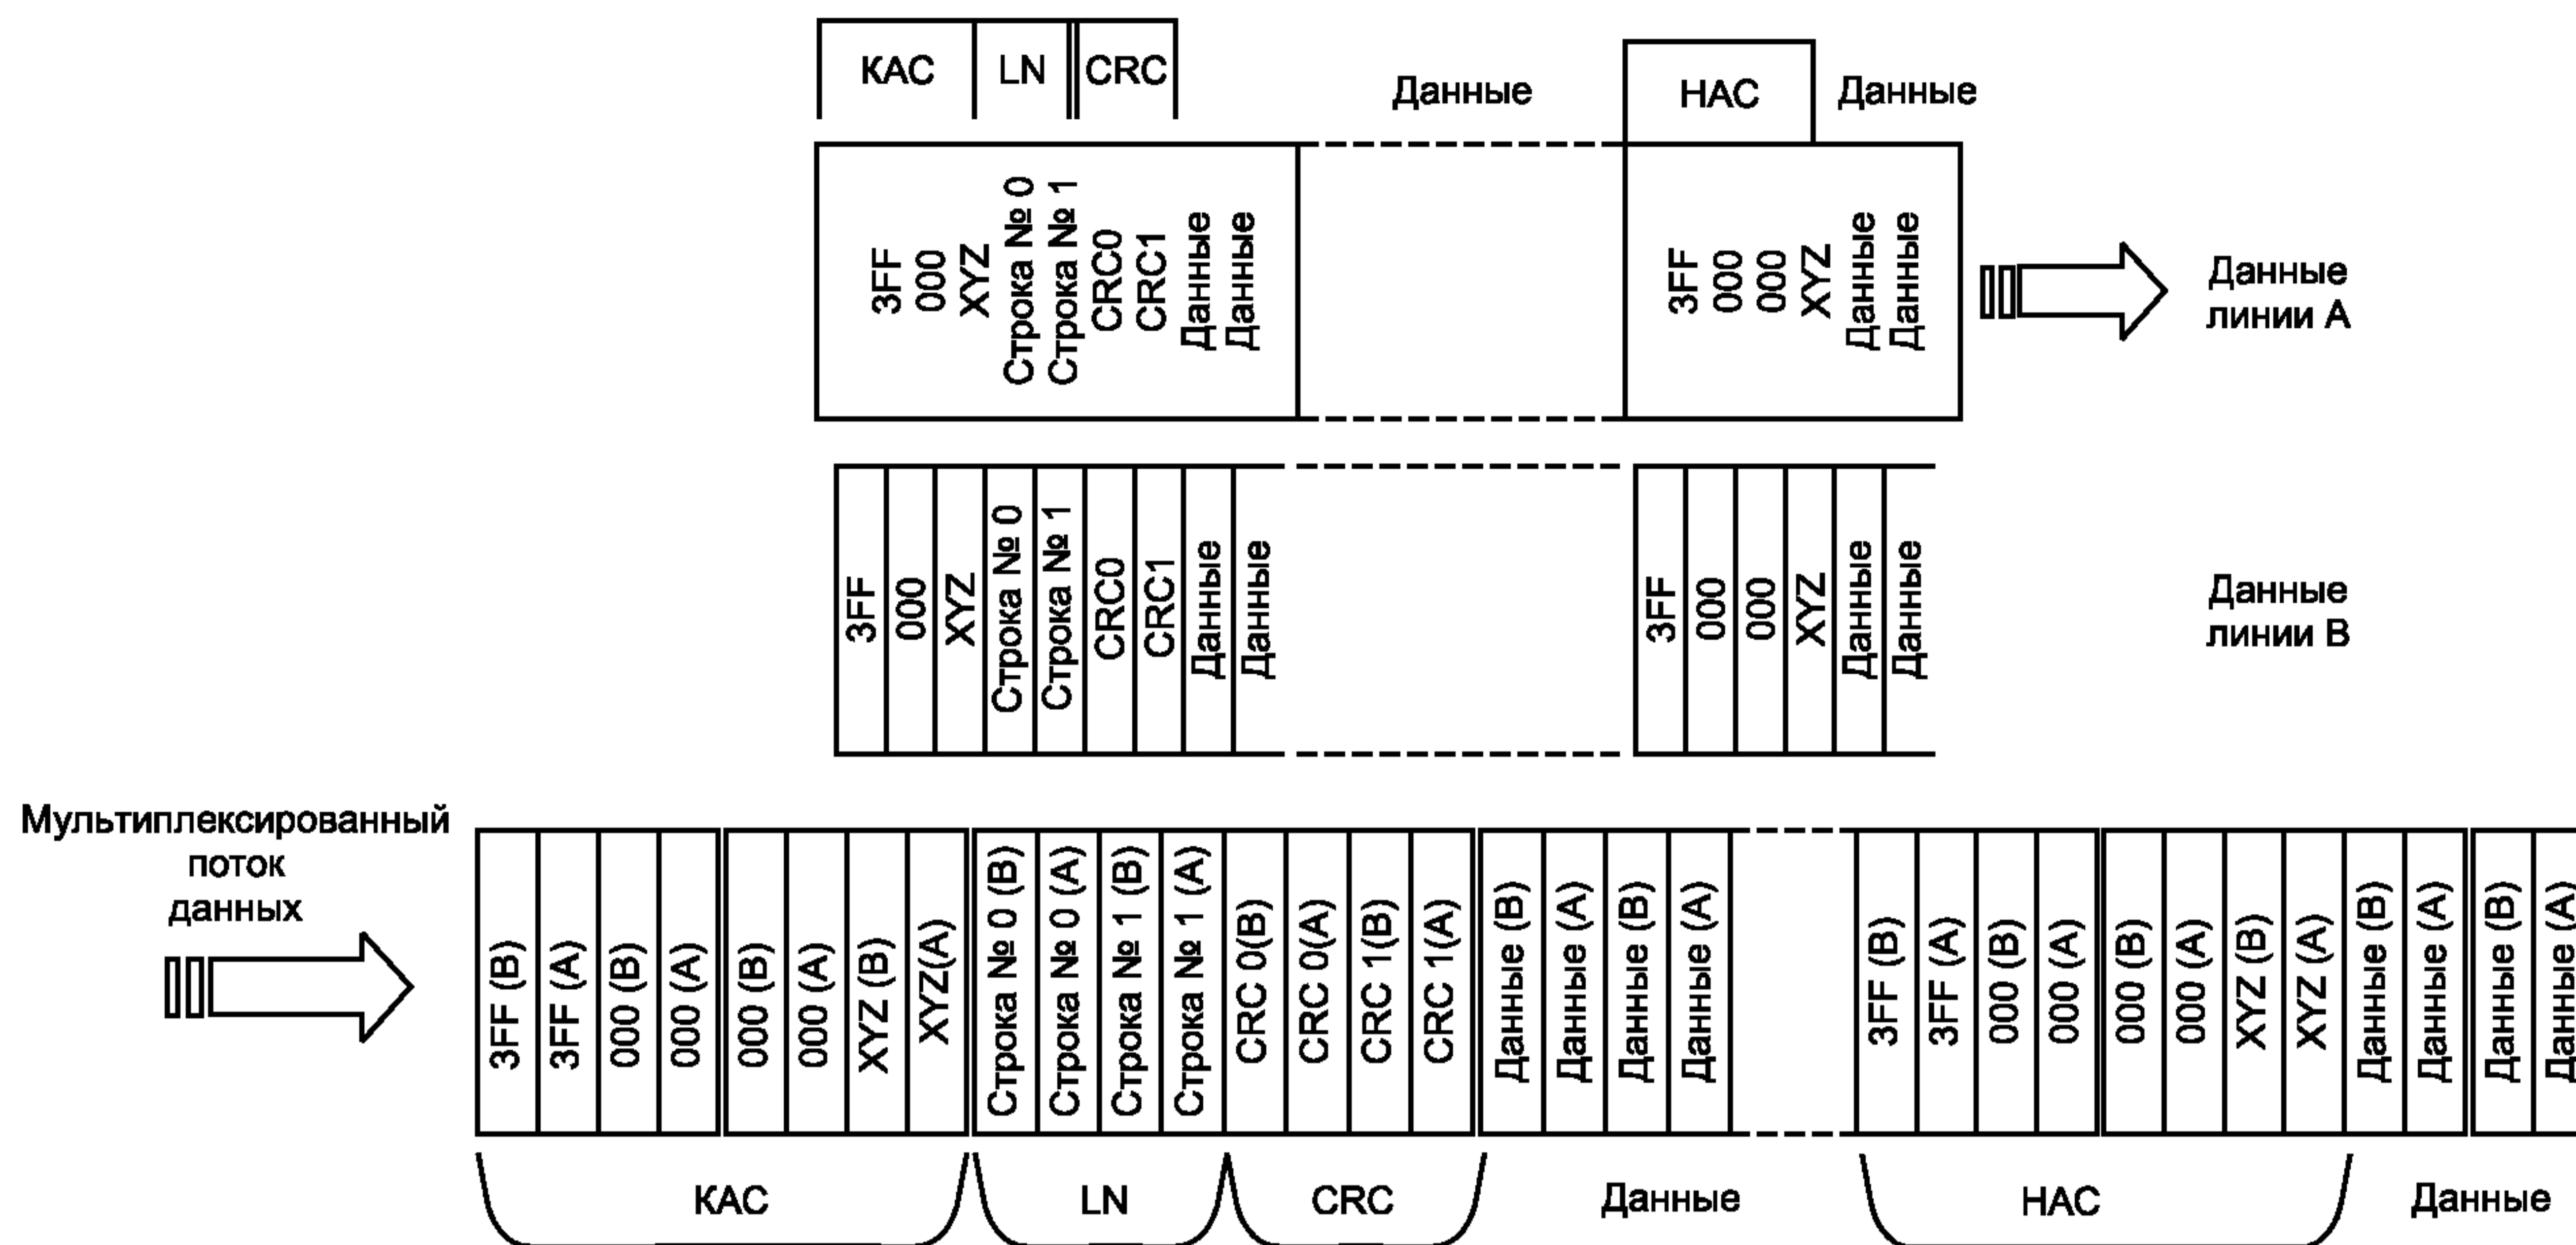 КАС LN CRC
Данные НАС Данные
3FF
000
XYZ
Строка № 0
Строка № 1
CRC0
CRC1
Данные
Данные
3FF
000
000
XYZ
Данные
Данные
Данные
линии А
3FF
000
XYZ
Строка № 0
Строка № 1
CRC0
CRC1
Данные
Данные
3FF
000
000
XYZ
Данные
Данные
Данные
линии В
Мультиплексированный
поток
данных
3FF (B)
3FF (A)
000 (B)
000 (A)
000 (B)
000 (A)
XYZ (B)
XYZ(A)
Строка № 0 (B)
Строка № 0 (A)
Строка № 1 (B)
Строка № 1 (A)
CRC 0(B)
CRC 0(A)
CRC 1(B)
CRC 1(A)
Данные (B)
Данные (A)
Данные (B)
Данные (A)
3FF (B)
3FF (A)
000 (B)
000 (A)
000 (B)
000 (A)
XYZ (B)
XYZ (A)
Данные (B)
Данные (A)
Данные (B)
Данные (A)
КАС LN CRC Данные НАС Данные